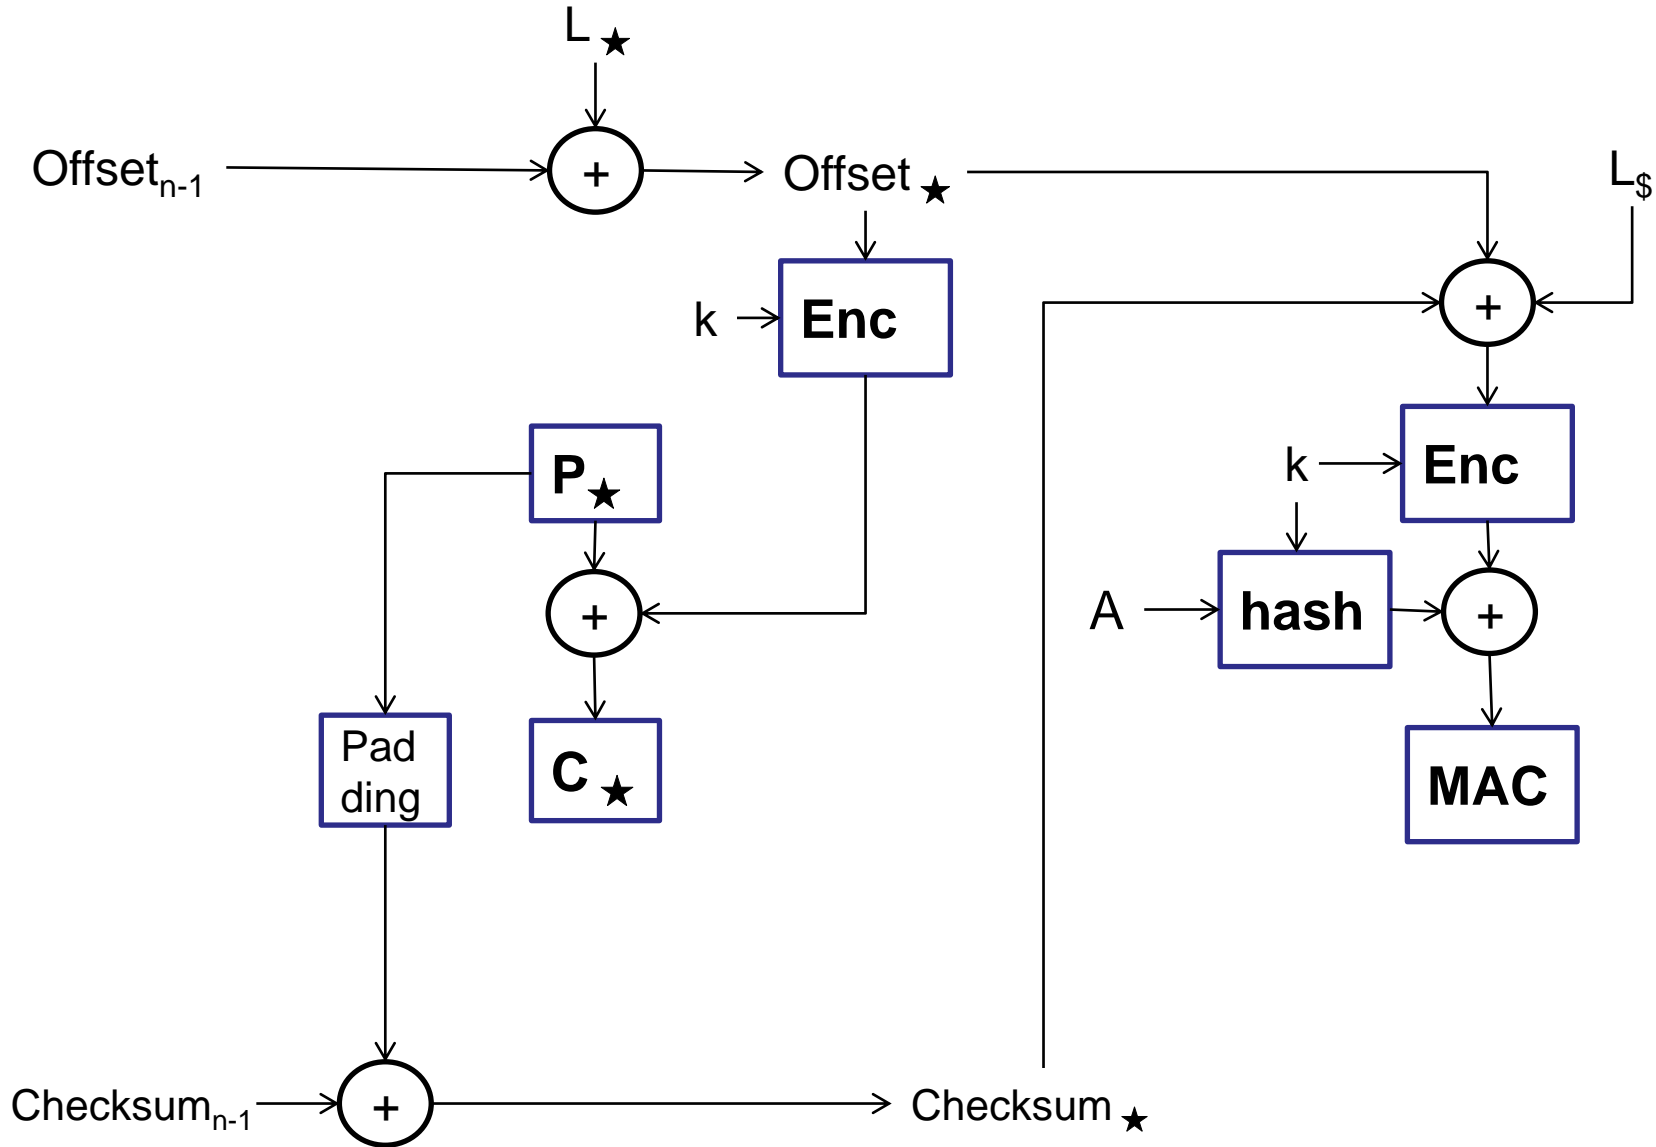 L★
+
Offsetn-1
Offset★
L$
+
k
Enc
P★
k
Enc
+
A
hash
+
Pad
ding
C★
MAC
Checksumn-1
+
Checksum★